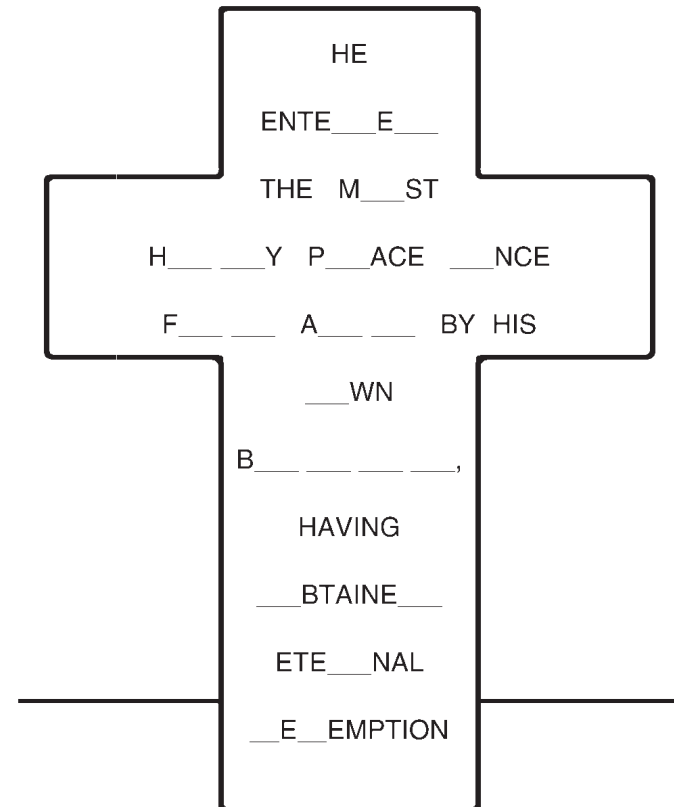 HE
ENTE___E___
THE M___ST
H___ ___Y P___ACE ___NCE
F___ ___ A___ ___ BY HIS
___WN
B___ ___ ___ ___,
HAVING
___BTAINE___
ETE___NAL
__E__EMPTION